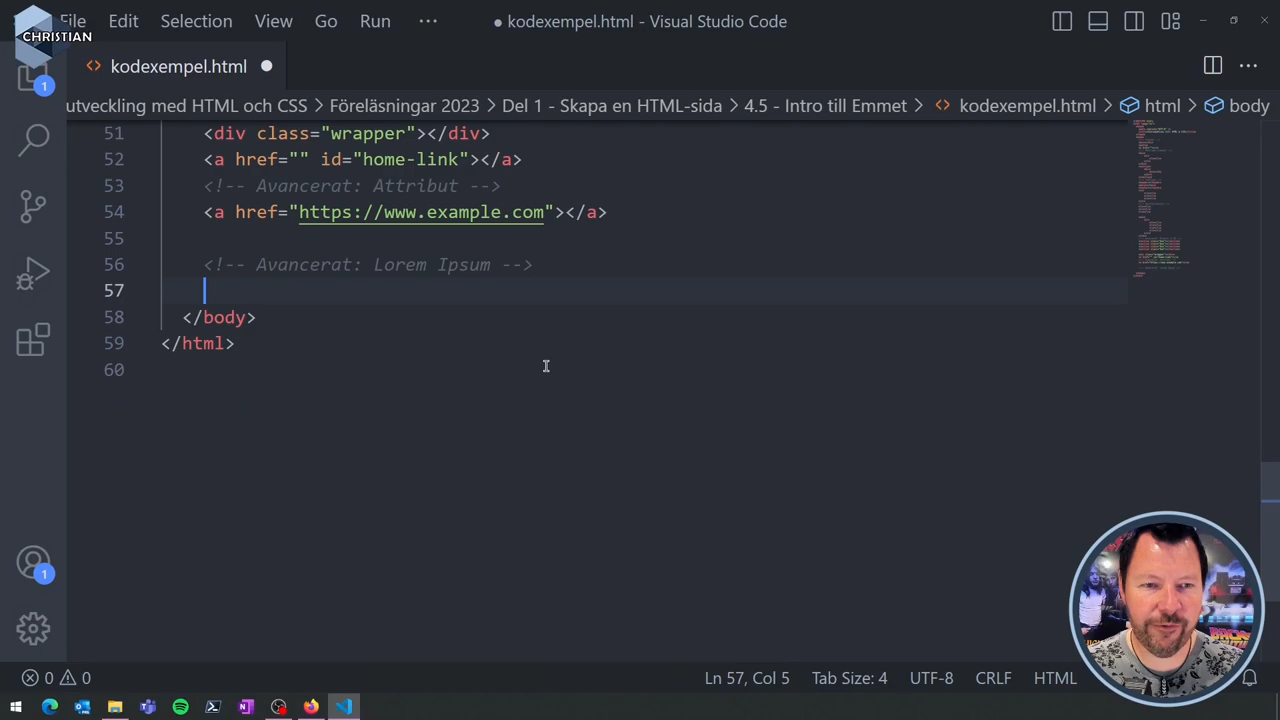 File Edit Selection View Go Run ··· ● kodexempel.html - Visual Studio Code
CHRISTIAN
kodexempel.html
1
utveckling med HTML och CSS > Föreläsningar 2023 > Del 1 - Skapa en HTML-sida > 4.5 - Intro till Emmet > kodexempel.html > html > body
51 <div class="wrapper"></div>
52 <a href="" id="home-link"></a>
53 <!-- Avancerat: Attribut -->
54 <a href="https://www.example.com"></a>
55
56 <!-- Avancerat: Lorem Ipsum -->
57
58 </body>
59 </html>
60
1
0 0 Ln 57, Col 5 Tab Size: 4 UTF-8 CRLF HTML